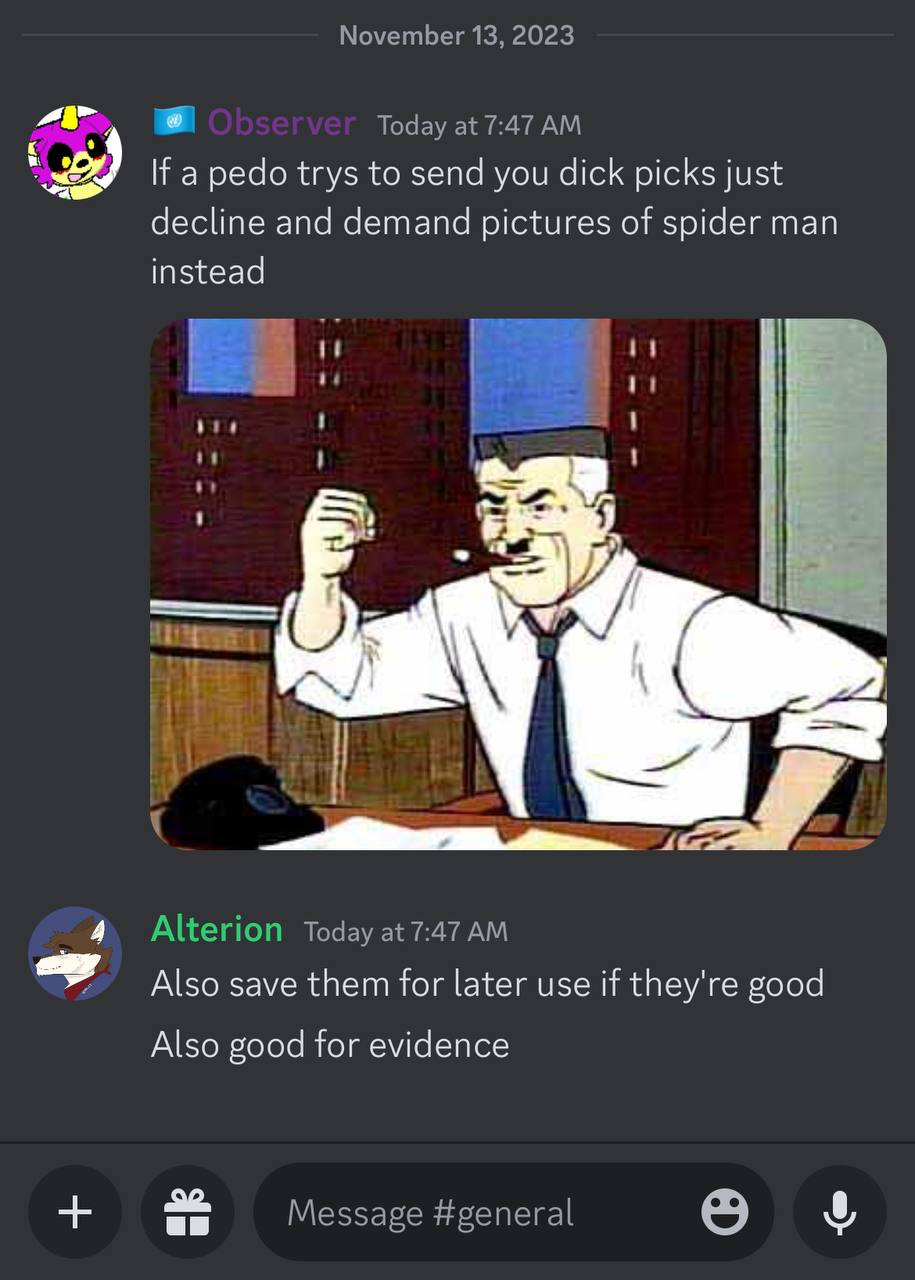 November 13, 2023
Observer Today at 7:47 AM
If a pedo trys to send you dick picks just
decline and demand pictures of spider man
instead
Alterion Today at 7:47 AM
Also save them for later use if they're good
Also good for evidence
Message #general